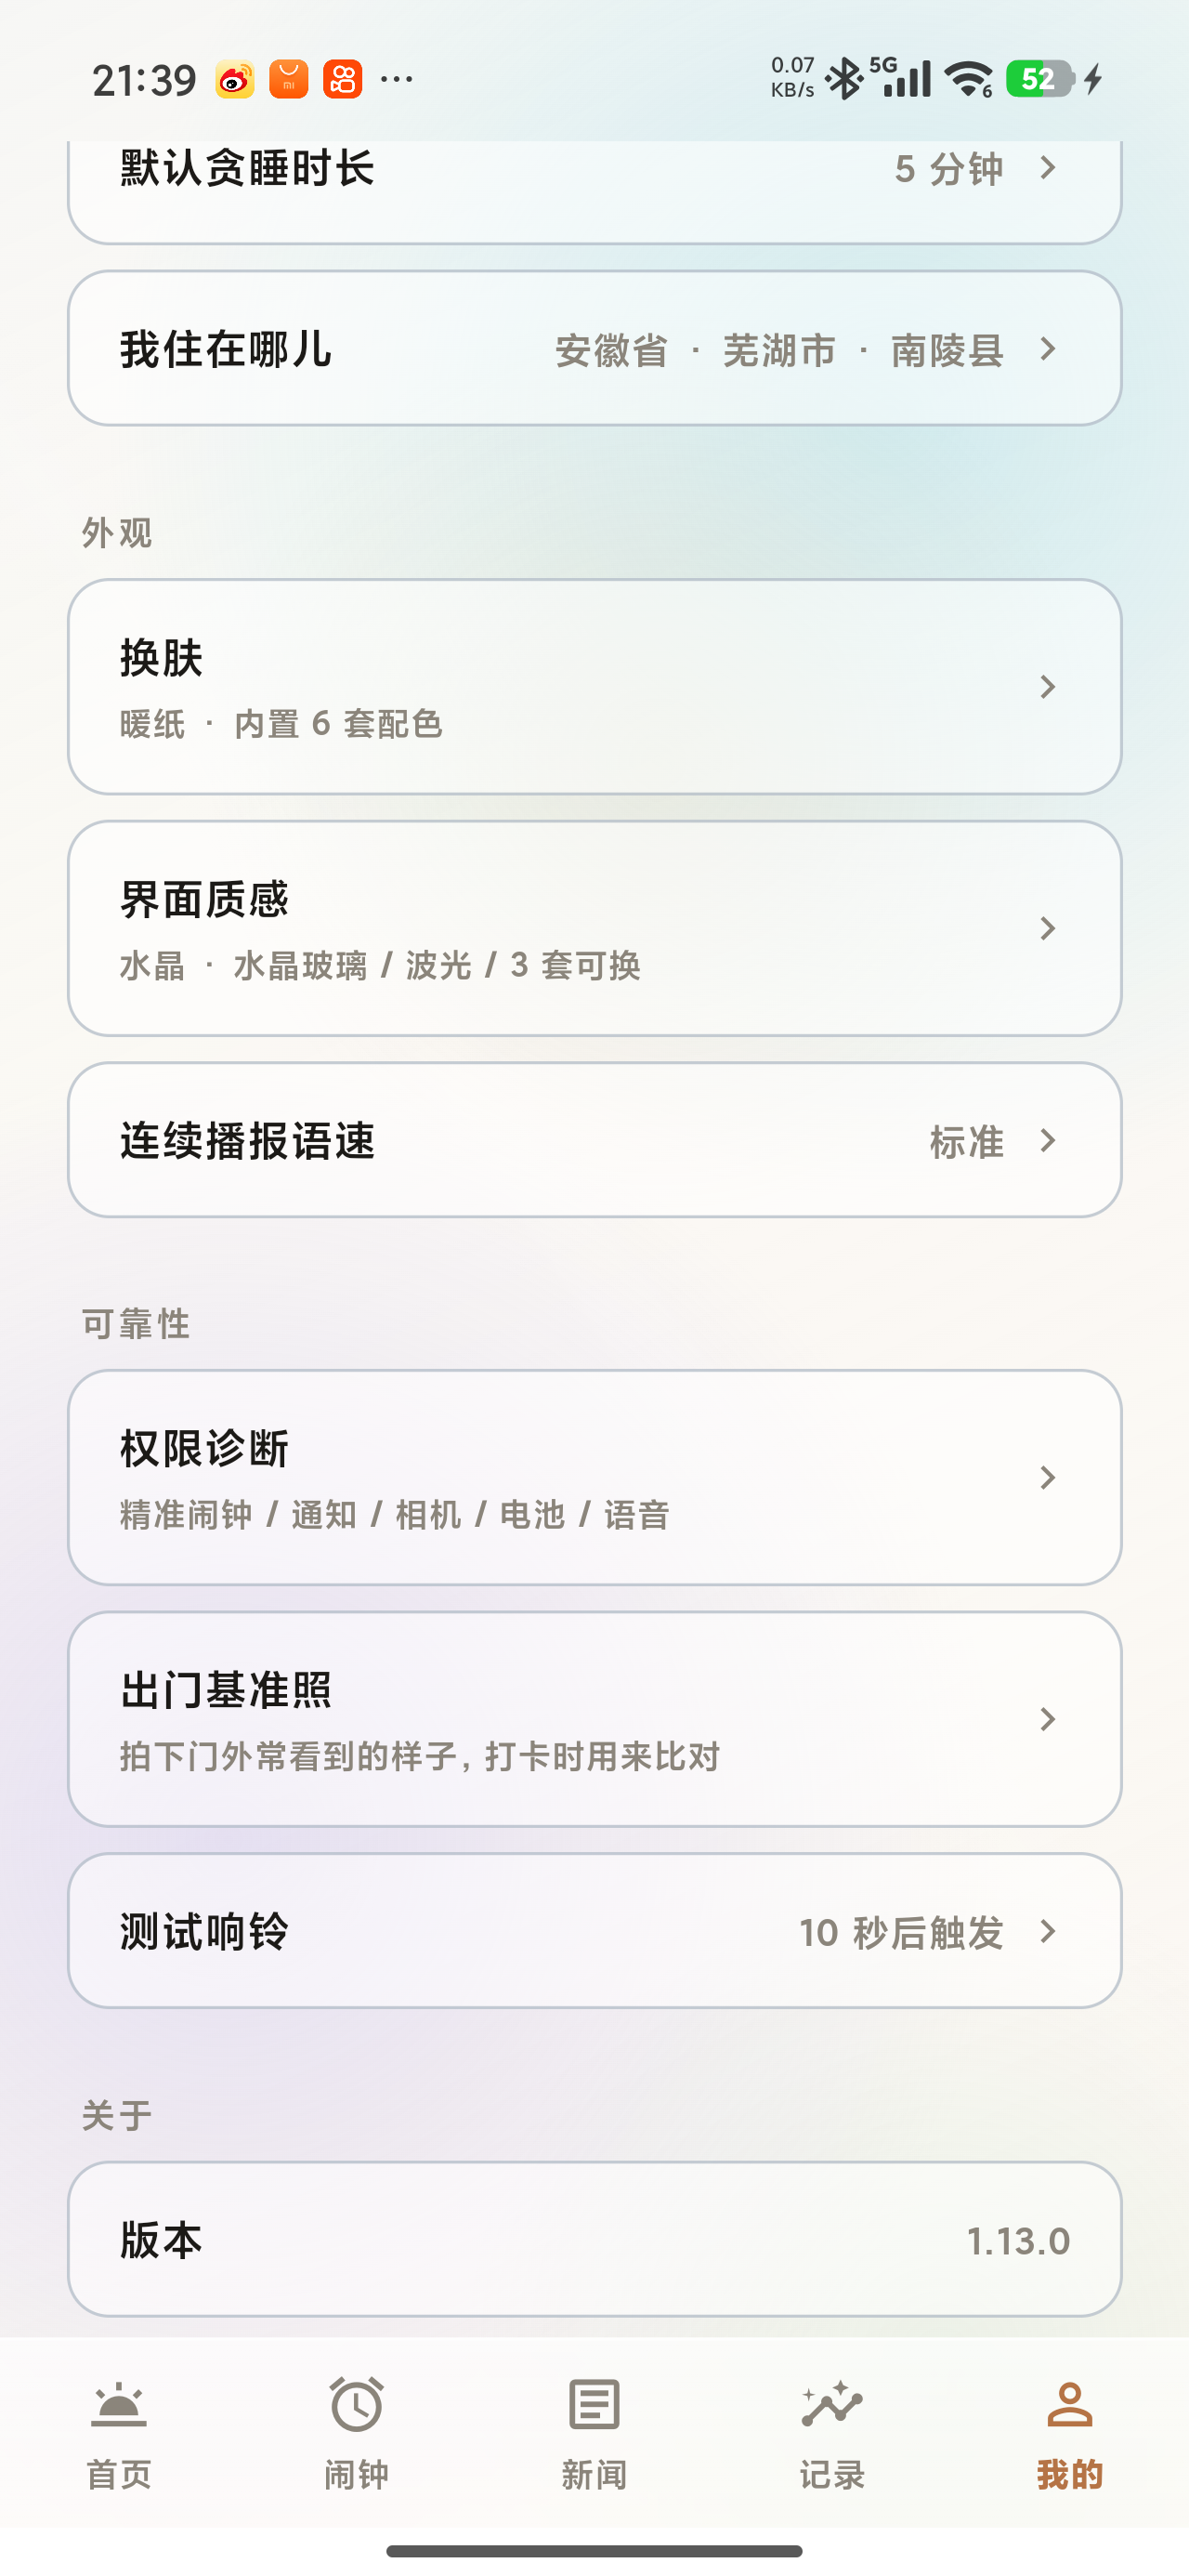 21:39
mi
0.07
KB/s
5G
6
52
默认贪睡时长
5 分钟
我住在哪儿
安徽省 · 芜湖市 · 南陵县
外观
换肤
暖纸 · 内置 6 套配色
界面质感
水晶 · 水晶玻璃 / 波光 / 3 套可换
连续播报语速
标准
可靠性
权限诊断
精准闹钟 / 通知 / 相机 / 电池 / 语音
出门基准照
拍下门外常看到的样子, 打卡时用来比对
测试响铃
10 秒后触发
关于
版本
1.13.0
首页
闹钟
新闻
记录
我的